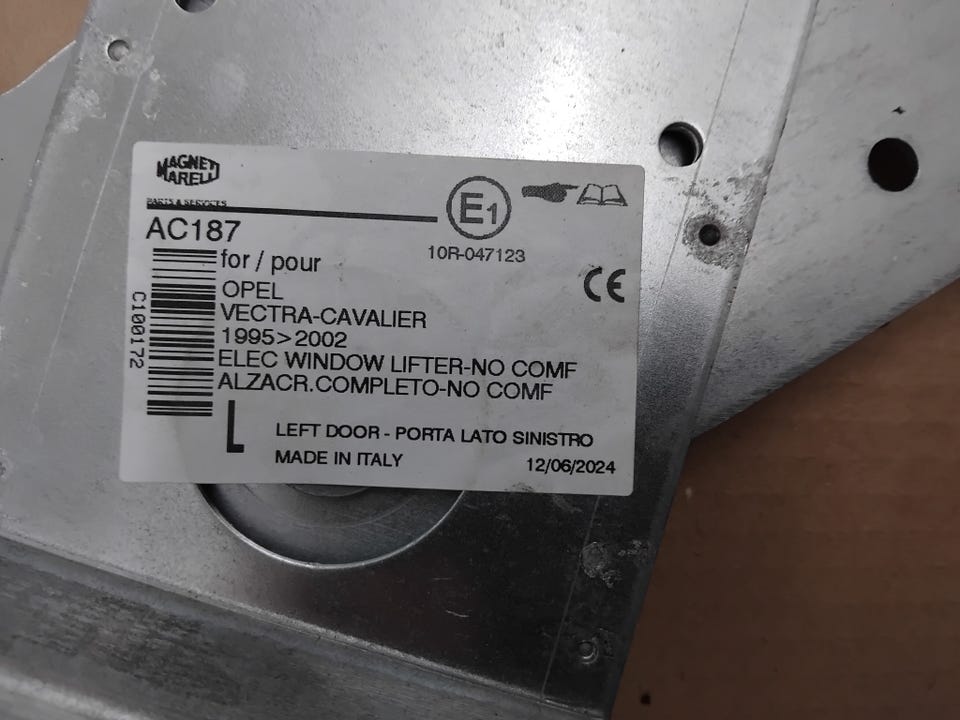 MAGNETI
MARELLI
PARTS & SERVICES
E1
AC187
10R-047123
for / pour
CE
OPEL
VECTRA-CAVALIER
1995>2002
ELEC WINDOW LIFTER-NO COMF
ALZACR.COMPLETO-NO COMF
C100172
L
LEFT DOOR - PORTA LATO SINISTRO
MADE IN ITALY
12/06/2024